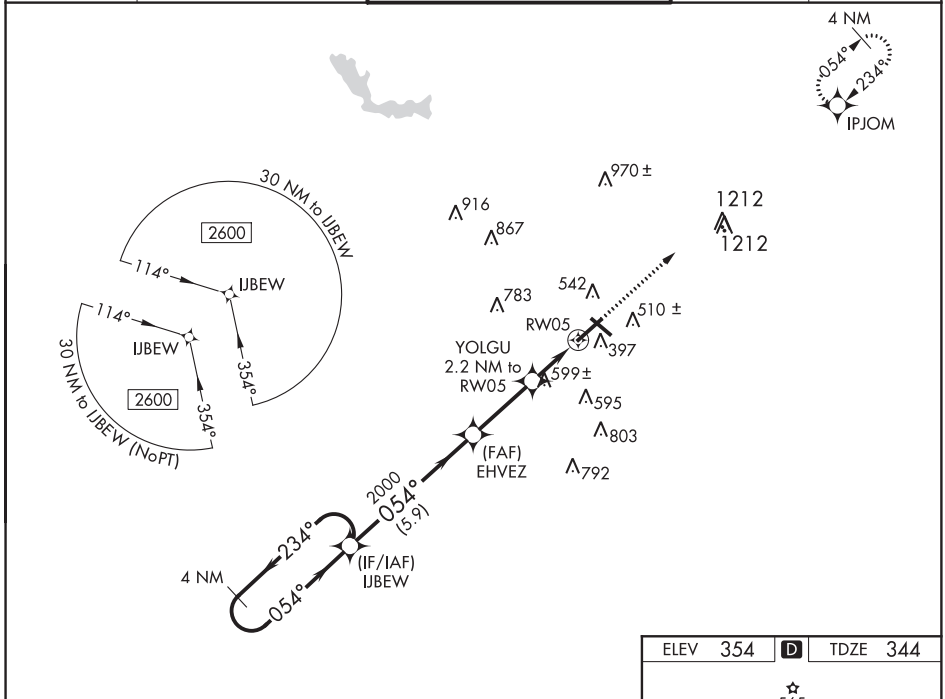 4 NM
054°
234°
IPJOM
970 ±
30 NM to IJBEW
916
1212
2600
867
1212
114°
IJBEW
542
783
510 ±
114°
RW05
IJBEW
YOLGU
397
2.2 NM to
RW05
599±
354°
30 NM to IJBEW (NoPT)
2600
354°
595
803
(FAF)
EHVEZ
792
2000
054°
(5.9)
234°
(IF/IAF)
IJBEW
4 NM
054°
ELEV 354 D TDZE 344